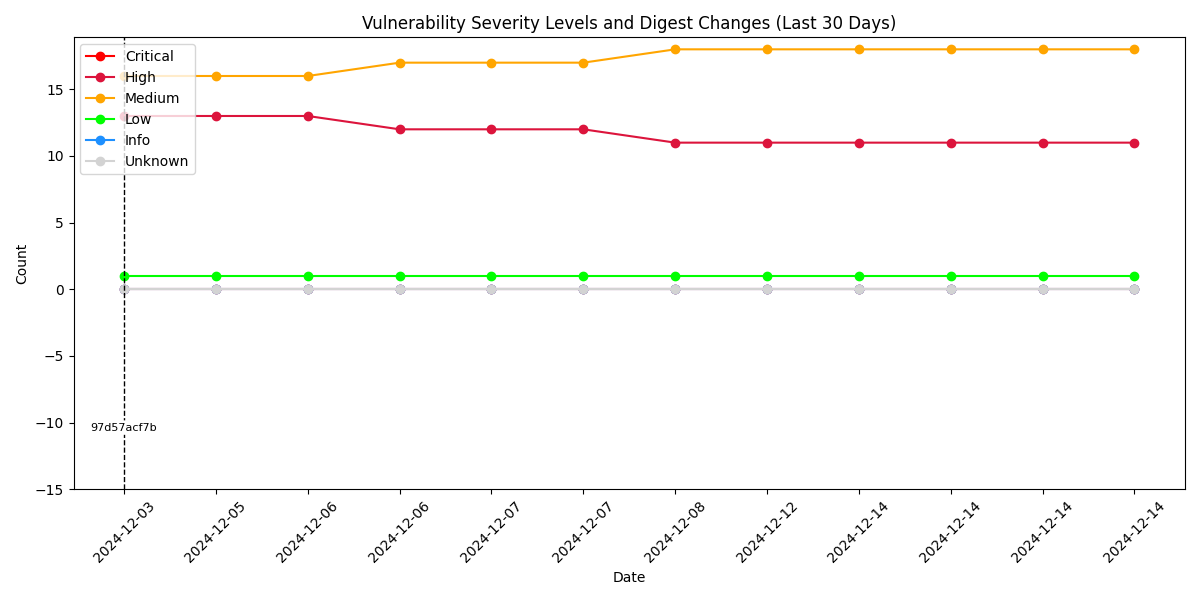 Vulnerability Severity Levels and Digest Changes (Last 30 Days)
Critical
High
Medium
Low
Info
Unknown
Count
15
10
5
0
−5
−10
−15
97d57acf7b
2024-12-03
2024-12-05
2024-12-06
2024-12-06
2024-12-07
2024-12-07
2024-12-08
2024-12-12
2024-12-14
2024-12-14
2024-12-14
2024-12-14
Date